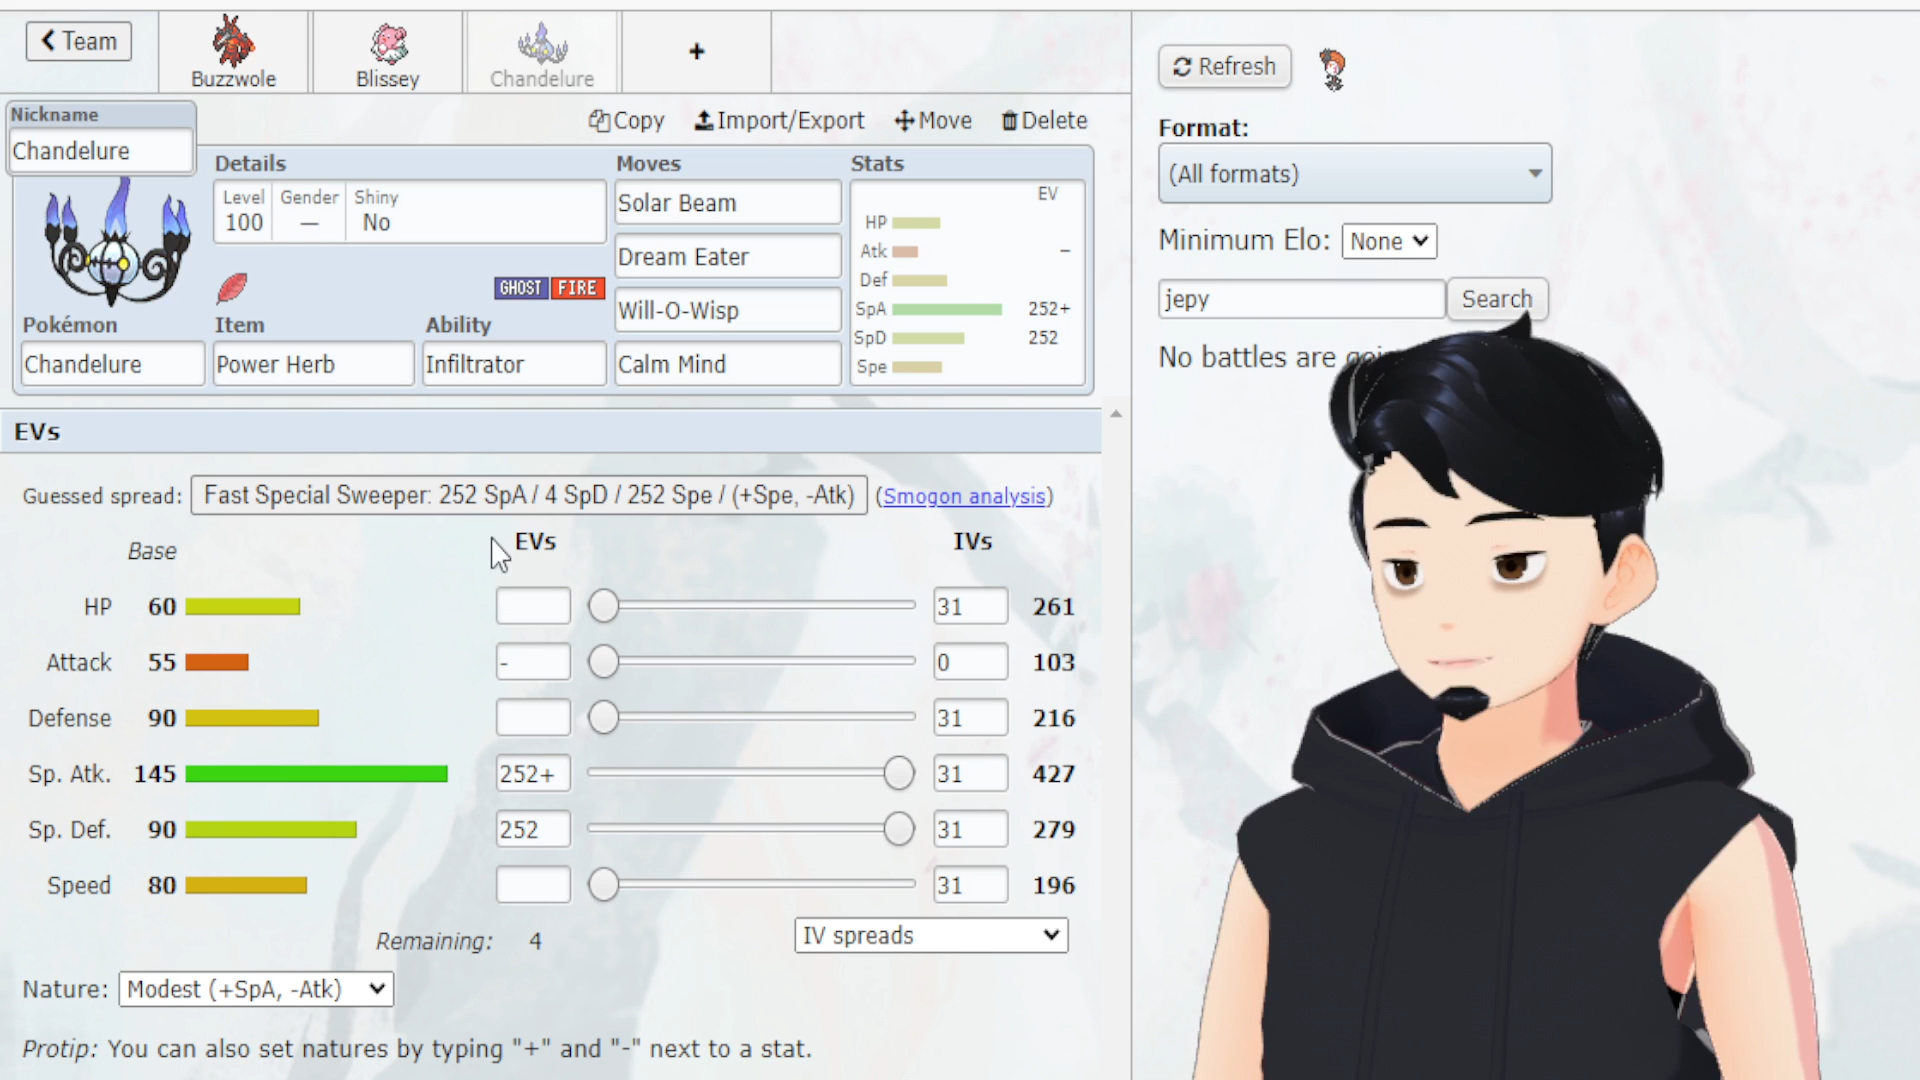 Team
Buzzwole
Blissey
Chandelure
+
Refresh
Nickname
Chandelure
Copy
Import/Export
Move
Delete
Format:
(All formats)
Details
Moves
Stats
Level
100
Gender
—
Shiny
No
Solar Beam
Dream Eater
Will-O-Wisp
Calm Mind
EV
HP
Atk –
Def
SpA 252+
SpD 252
Spe
GHOST FIRE
Pokémon
Item
Ability
Chandelure
Power Herb
Infiltrator
Minimum Elo: None
jepy
Search
No battles are
EVs
Guessed spread: Fast Special Sweeper: 252 SpA / 4 SpD / 252 Spe / (+Spe, -Atk) (Smogon analysis)
Base EVs IVs
HP 60 31 261
Attack 55 - 0 103
Defense 90 31 216
Sp. Atk. 145 252+ 31 427
Sp. Def. 90 252 31 279
Speed 80 31 196
Remaining: 4
IV spreads
Nature: Modest (+SpA, -Atk)
Protip: You can also set natures by typing "+" and "-" next to a stat.